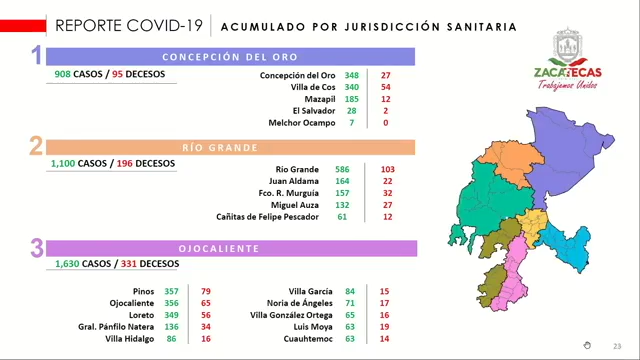 REPORTE COVID-19 | ACUMULADO POR JURISDICCIÓN SANITARIA
ZACATECAS
Trabajemos Unidos
1 CONCEPCIÓN DEL ORO
908 CASOS / 95 DECESOS
Concepción del Oro 348 27
Villa de Cos 340 54
Mazapil 185 12
El Salvador 28 2
Melchor Ocampo 7 0
2 RÍO GRANDE
1,100 CASOS / 196 DECESOS
Río Grande 586 103
Juan Aldama 164 22
Fco. R. Murguía 157 32
Miguel Auza 132 27
Cañitas de Felipe Pescador 61 12
3 OJOCALIENTE
1,630 CASOS / 331 DECESOS
Pinos 357 79 Villa García 84 15
Ojocaliente 356 65 Noria de Ángeles 71 17
Loreto 349 56 Villa González Ortega 65 16
Gral. Pánfilo Natera 136 34 Luis Moya 63 19
Villa Hidalgo 86 16 Cuauhtemoc 63 14
23